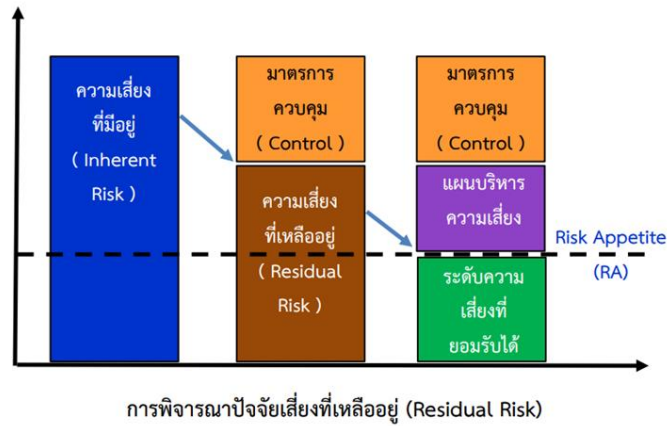 ความเสี่ยง
ที่มีอยู่
( Inherent
Risk )
มาตรการ
ควบคุม
( Control )
ความเสี่ยง
ที่เหลืออยู่
( Residual
Risk )
มาตรการ
ควบคุม
( Control )
แผนบริหาร
ความเสี่ยง
ระดับความ
เสี่ยงที่
ยอมรับได้
Risk Appetite
(RA)
การพิจารณาปัจจัยเสี่ยงที่เหลืออยู่ (Residual Risk)